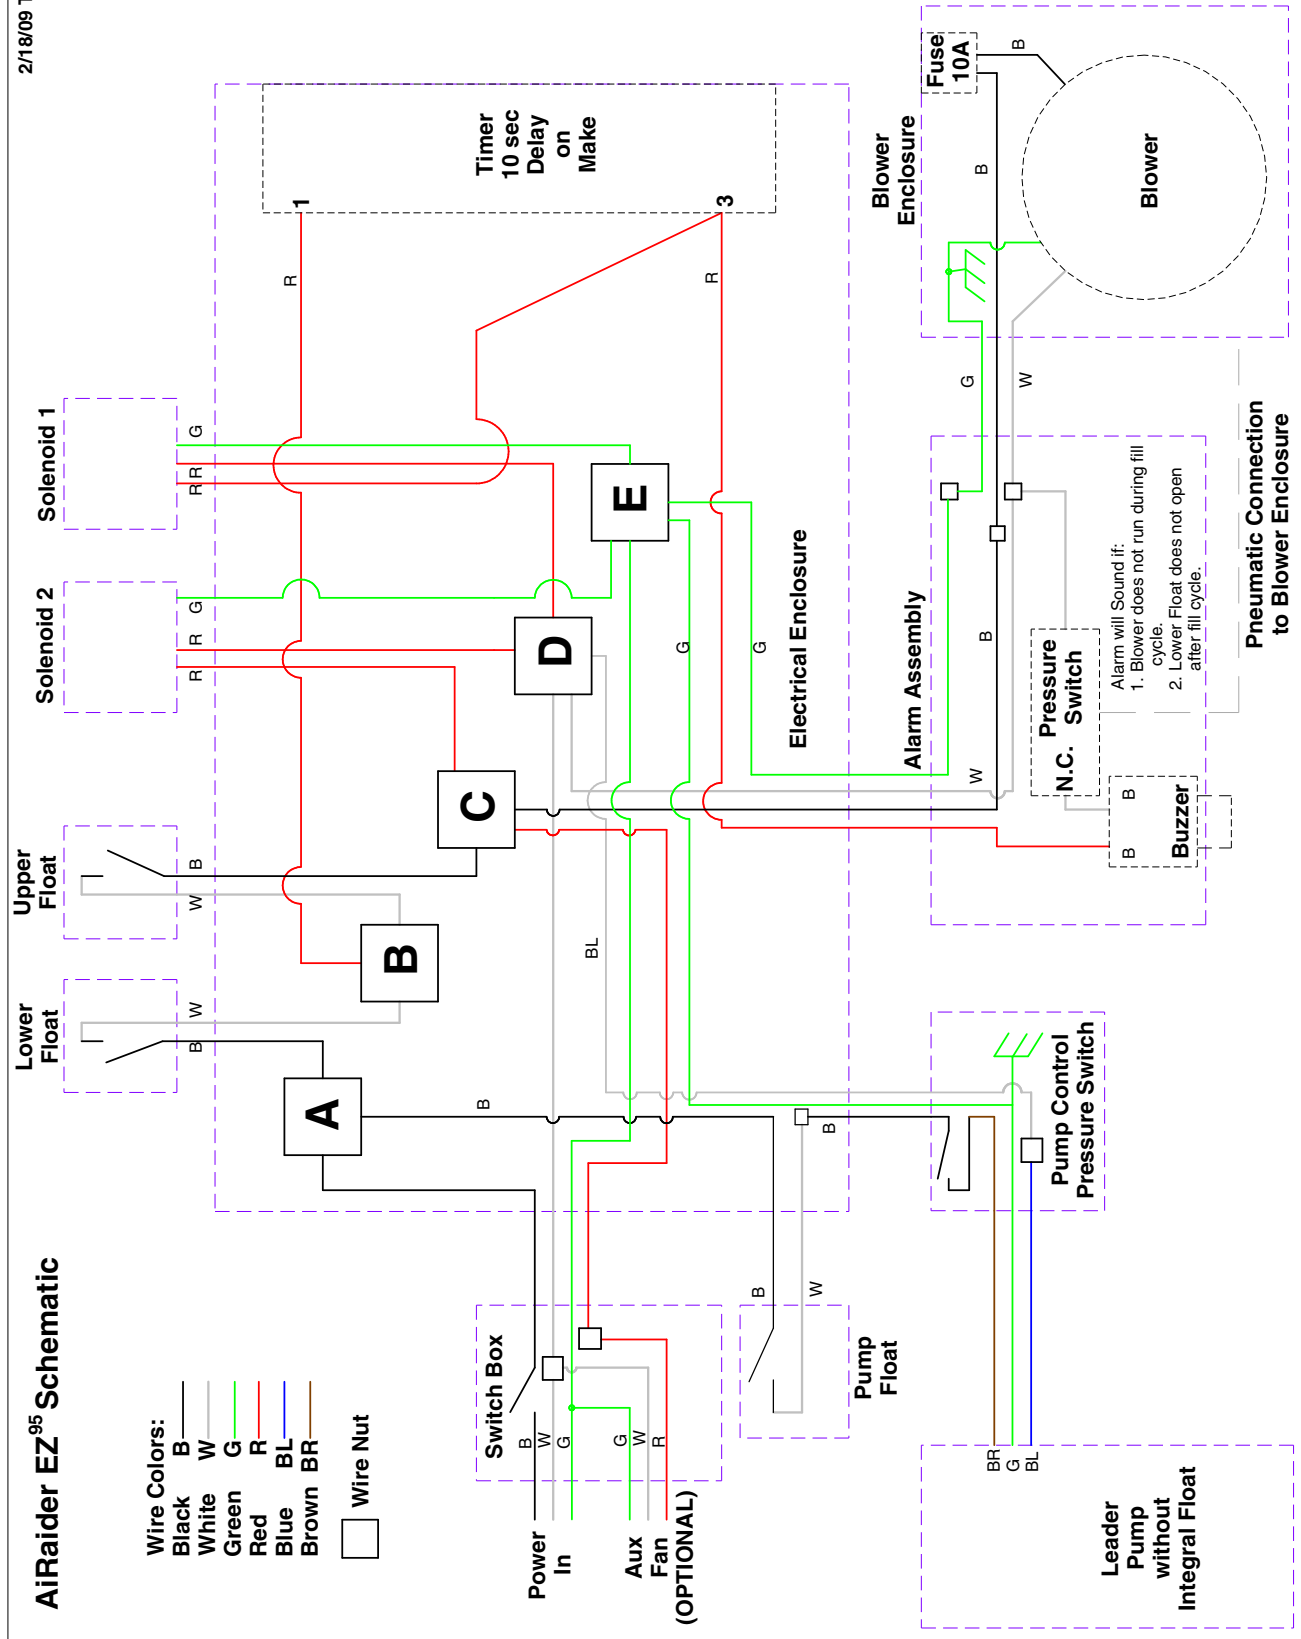 AiRaider EZ95 Schematic
2/18/09 T
Wire Colors:
Black B
White W
Green G
Red R
Blue BL
Brown BR
Wire Nut
Lower
Float
Upper
Float
Solenoid 2
Solenoid 1
B
W
W
B
R
R
G
R
R
G
A
B
C
D
E
R
1
3
R
Timer
10 sec
Delay
on
Make
B
BL
G
G
Electrical Enclosure
Power
In
Aux
Fan
(OPTIONAL)
Switch Box
B
W
G
G
W
R
Pump
Float
B
W
B
Leader
Pump
without
Integral Float
BR
G
BL
Pump Control
Pressure Switch
Alarm Assembly
W
B
G
W
N.C.
Pressure
Switch
B
B
Buzzer
Alarm will Sound if:
1. Blower does not run during fill
cycle.
2. Lower Float does not open
after fill cycle.
Pneumatic Connection
to Blower Enclosure
Blower
Enclosure
Fuse
10A
B
B
Blower